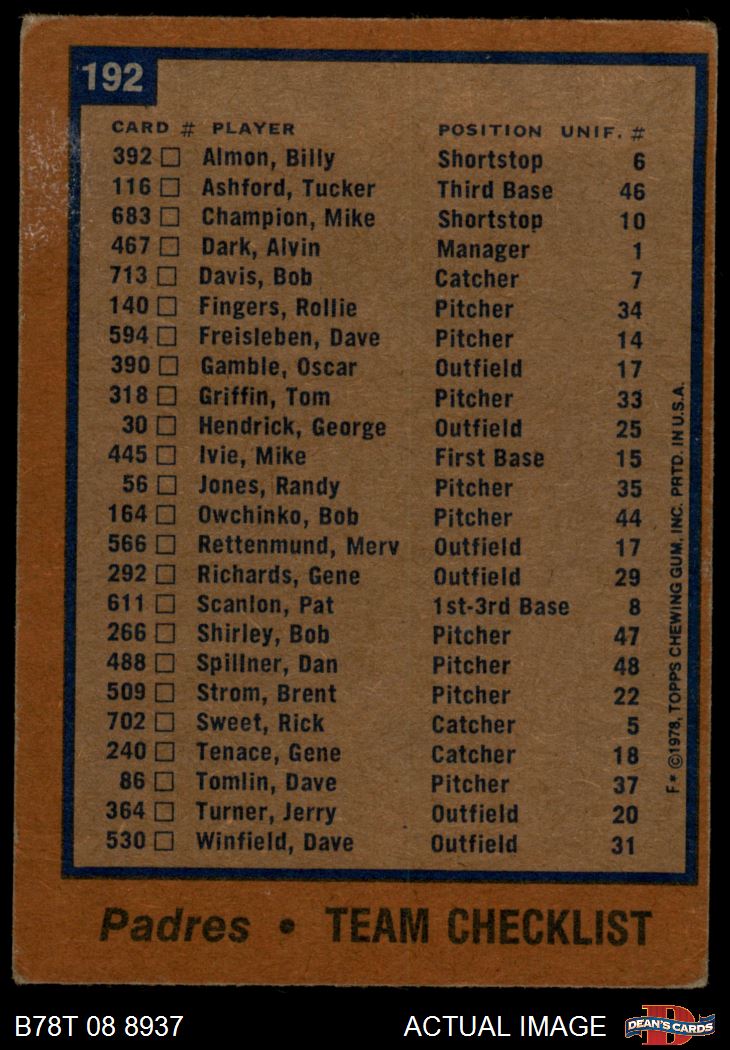 192
CARD # PLAYER POSITION UNIF. #
392 Almon, Billy Shortstop 6
116 Ashford, Tucker Third Base 46
683 Champion, Mike Shortstop 10
467 Dark, Alvin Manager 1
713 Davis, Bob Catcher 7
140 Fingers, Rollie Pitcher 34
594 Freisleben, Dave Pitcher 14
390 Gamble, Oscar Outfield 17
318 Griffin, Tom Pitcher 33
30 Hendrick, George Outfield 25
445 Ivie, Mike First Base 15
56 Jones, Randy Pitcher 35
164 Owchinko, Bob Pitcher 44
566 Rettenmund, Merv Outfield 17
292 Richards, Gene Outfield 29
611 Scanlon, Pat 1st-3rd Base 8
266 Shirley, Bob Pitcher 47
488 Spillner, Dan Pitcher 48
509 Strom, Brent Pitcher 22
702 Sweet, Rick Catcher 5
240 Tenace, Gene Catcher 18
86 Tomlin, Dave Pitcher 37
364 Turner, Jerry Outfield 20
530 Winfield, Dave Outfield 31
F* ©1978, TOPPS CHEWING GUM, INC. PRTD. IN U.S.A.
Padres • TEAM CHECKLIST
B78T 08 8937 ACTUAL IMAGE
D
DEAN'S CARDS